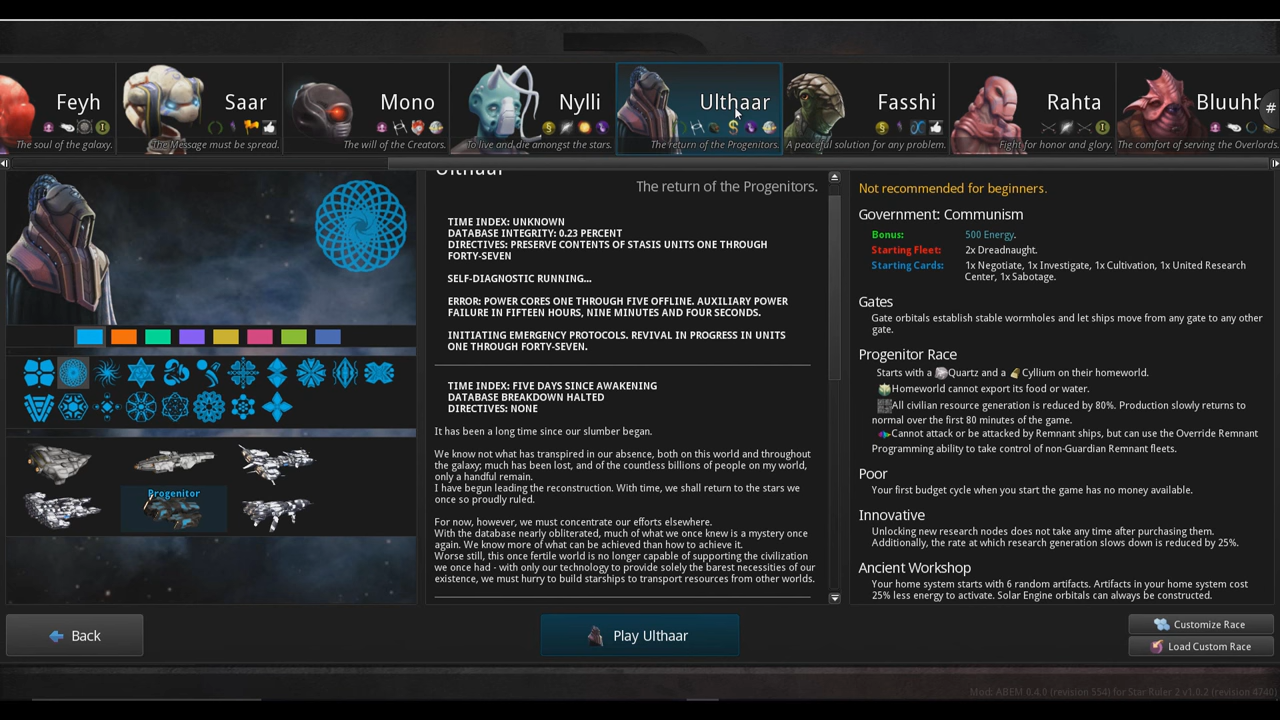 Feyh
The soul of the galaxy.
Saar
The Message must be spread.
Mono
The will of the Creators.
Nylli
To live and die amongst the stars.
Ulthaar
The return of the Progenitors.
Fasshi
A peaceful solution for any problem.
Rahta
Fight for honor and glory.
Bluuhb
The comfort of serving the Overlords.
#
Progenitor
Ulthaar
The return of the Progenitors.
TIME INDEX: UNKNOWN
DATABASE INTEGRITY: 0.23 PERCENT
DIRECTIVES: PRESERVE CONTENTS OF STASIS UNITS ONE THROUGH
FORTY-SEVEN
SELF-DIAGNOSTIC RUNNING...
ERROR: POWER CORES ONE THROUGH FIVE OFFLINE. AUXILIARY POWER
FAILURE IN FIFTEEN HOURS, NINE MINUTES AND FOUR SECONDS.
INITIATING EMERGENCY PROTOCOLS. REVIVAL IN PROGRESS IN UNITS
ONE THROUGH FORTY-SEVEN.
TIME INDEX: FIVE DAYS SINCE AWAKENING
DATABASE BREAKDOWN HALTED
DIRECTIVES: NONE
It has been a long time since our slumber began.
We know not what has transpired in our absence, both on this world and throughout
the galaxy; much has been lost, and of the countless billions of people on my world,
only a handful remain.
I have begun leading the reconstruction. With time, we shall return to the stars we
once so proudly ruled.
For now, however, we must concentrate our efforts elsewhere.
With the database nearly obliterated, much of what we once knew is a mystery once
again. We know more of what can be achieved than how to achieve it.
Worse still, this once fertile world is no longer capable of supporting the civilization
we once had - with only our technology to provide solely the barest necessities of our
existence, we must hurry to build starships to transport resources from other worlds.
Not recommended for beginners.
Government: Communism
Bonus: 500 Energy.
Starting Fleet: 2x Dreadnaught.
Starting Cards: 1x Negotiate, 1x Investigate, 1x Cultivation, 1x United Research
Center, 1x Sabotage.
Gates
Gate orbitals establish stable wormholes and let ships move from any gate to any other
gate.
Progenitor Race
Starts with a Quartz and a Cyllium on their homeworld.
Homeworld cannot export its food or water.
All civilian resource generation is reduced by 80%. Production slowly returns to
normal over the first 80 minutes of the game.
Cannot attack or be attacked by Remnant ships, but can use the Override Remnant
Programming ability to take control of non-Guardian Remnant fleets.
Poor
Your first budget cycle when you start the game has no money available.
Innovative
Unlocking new research nodes does not take any time after purchasing them.
Additionally, the rate at which research generation slows down is reduced by 25%.
Ancient Workshop
Your home system starts with 6 random artifacts. Artifacts in your home system cost
25% less energy to activate. Solar Engine orbitals can always be constructed.
Back
Play Ulthaar
Customize Race
Load Custom Race
Mod: ABEM 0.4.0 (revision 554) for Star Ruler 2 v1.0.2 (revision 4740)